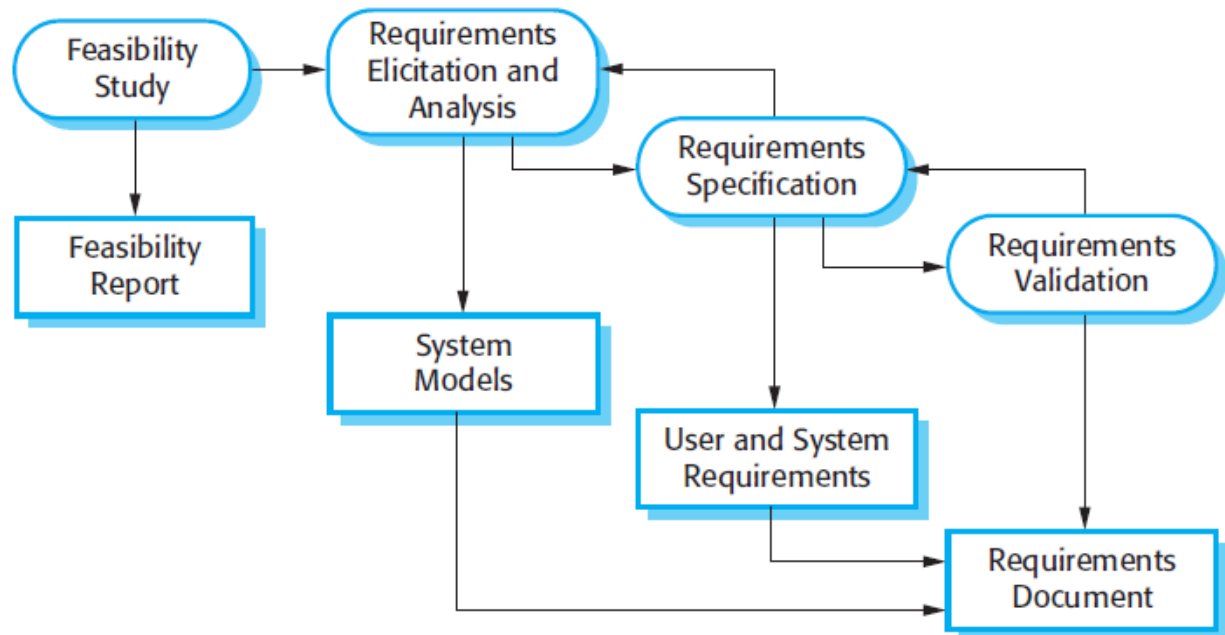 Feasibility
Study
Requirements
Elicitation and
Analysis
Requirements
Specification
Requirements
Validation
Feasibility
Report
System
Models
User and System
Requirements
Requirements
Document